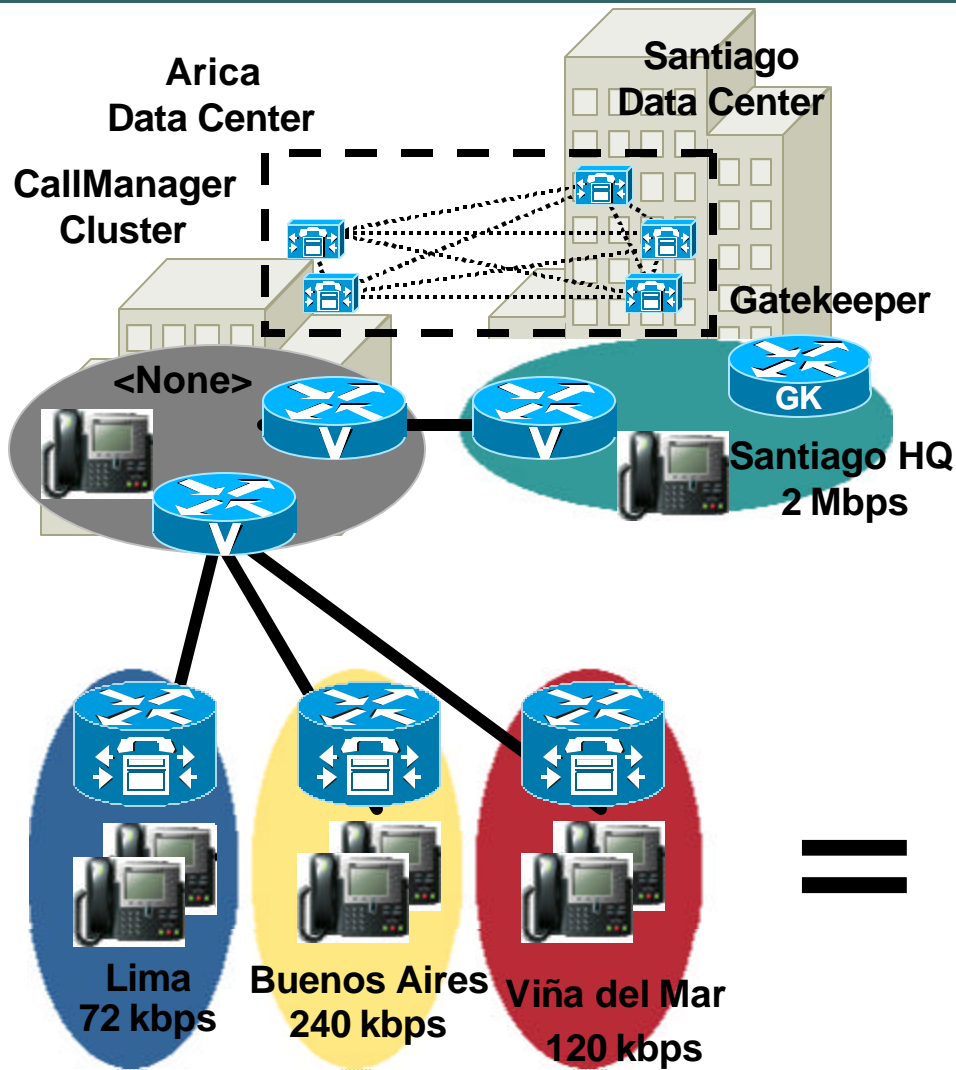 Arica
Data Center
Santiago
Data Center
CallManager
Cluster
Gatekeeper
<None>
V
V
GK
Santiago HQ
2 Mbps
V
Lima
72 kbps
Buenos Aires
240 kbps
Viña del Mar
120 kbps